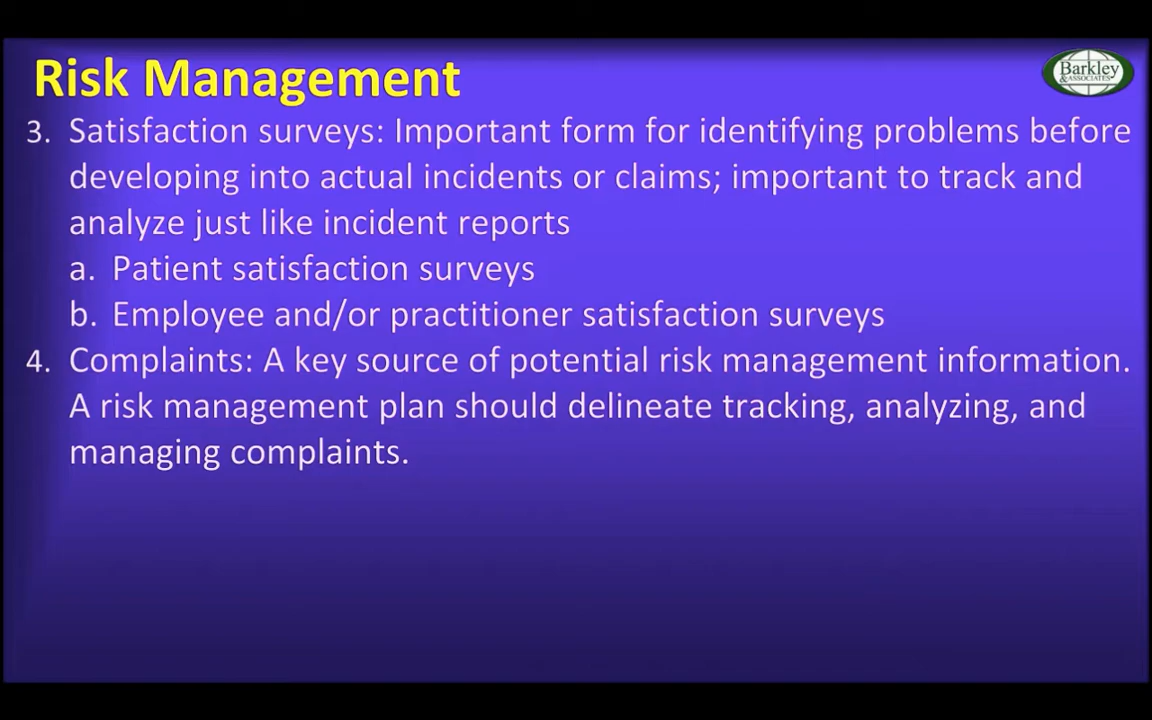 Risk Management
Barkley
& ASSOCIATES
3. Satisfaction surveys: Important form for identifying problems before
developing into actual incidents or claims; important to track and
analyze just like incident reports
a. Patient satisfaction surveys
b. Employee and/or practitioner satisfaction surveys
4. Complaints: A key source of potential risk management information.
A risk management plan should delineate tracking, analyzing, and
managing complaints.